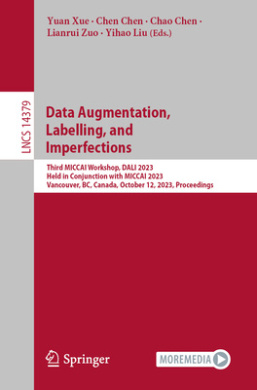 Yuan Xue · Chen Chen · Chao Chen ·
Lianrui Zuo · Yihao Liu (Eds.)
LNCS 14379
Data Augmentation,
Labelling, and
Imperfections
Third MICCAI Workshop, DALI 2023
Held in Conjunction with MICCAI 2023
Vancouver, BC, Canada, October 12, 2023, Proceedings
Springer
MOREMEDIA